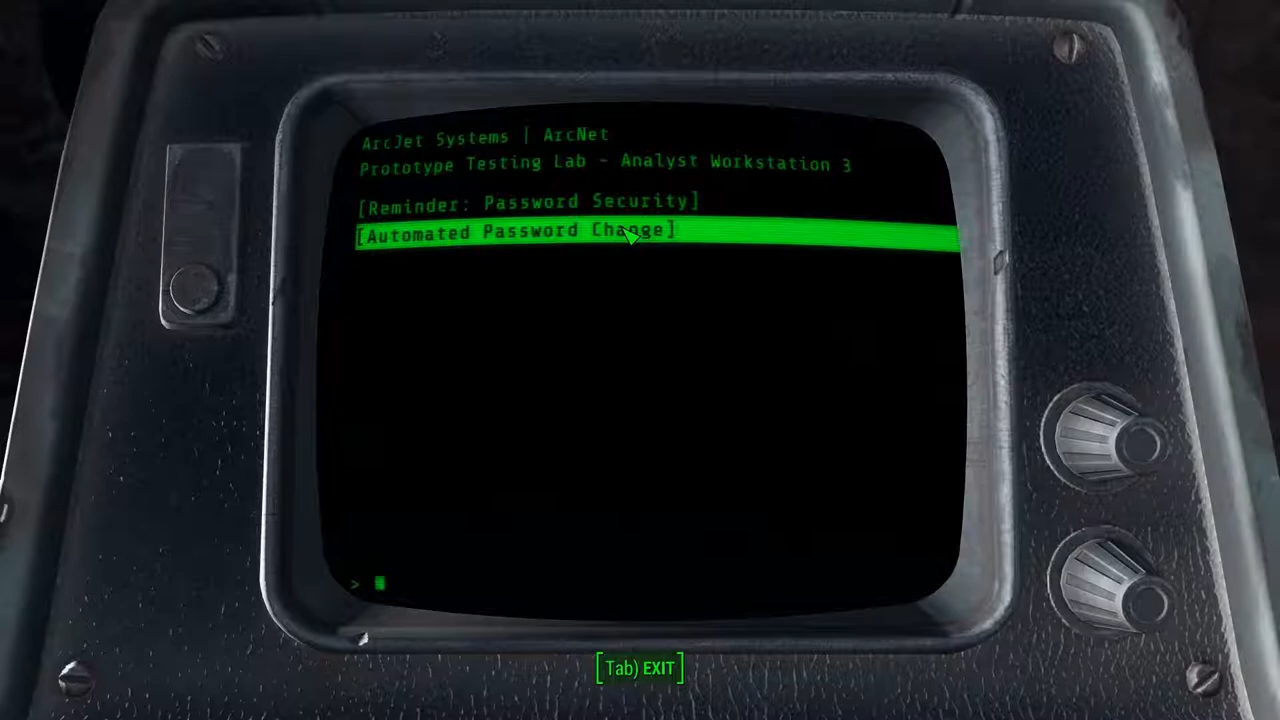 ArcJet Systems | ArcNet
Prototype Testing Lab - Analyst Workstation 3
[Reminder: Password Security]
[Automated Password Change]
>
[Tab) EXIT]